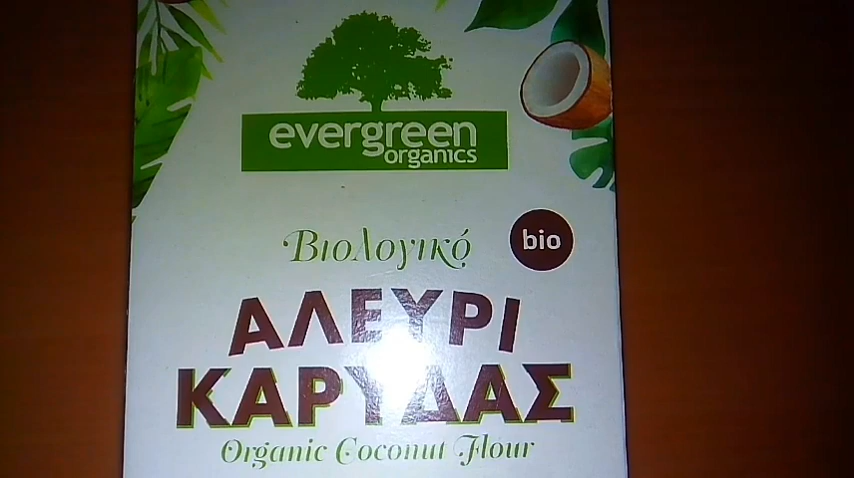 evergreen
organics
Βιολογικό
bio
ΑΛΕΥΡΙ
ΚΑΡΥΔΑΣ
Organic Coconut Flour